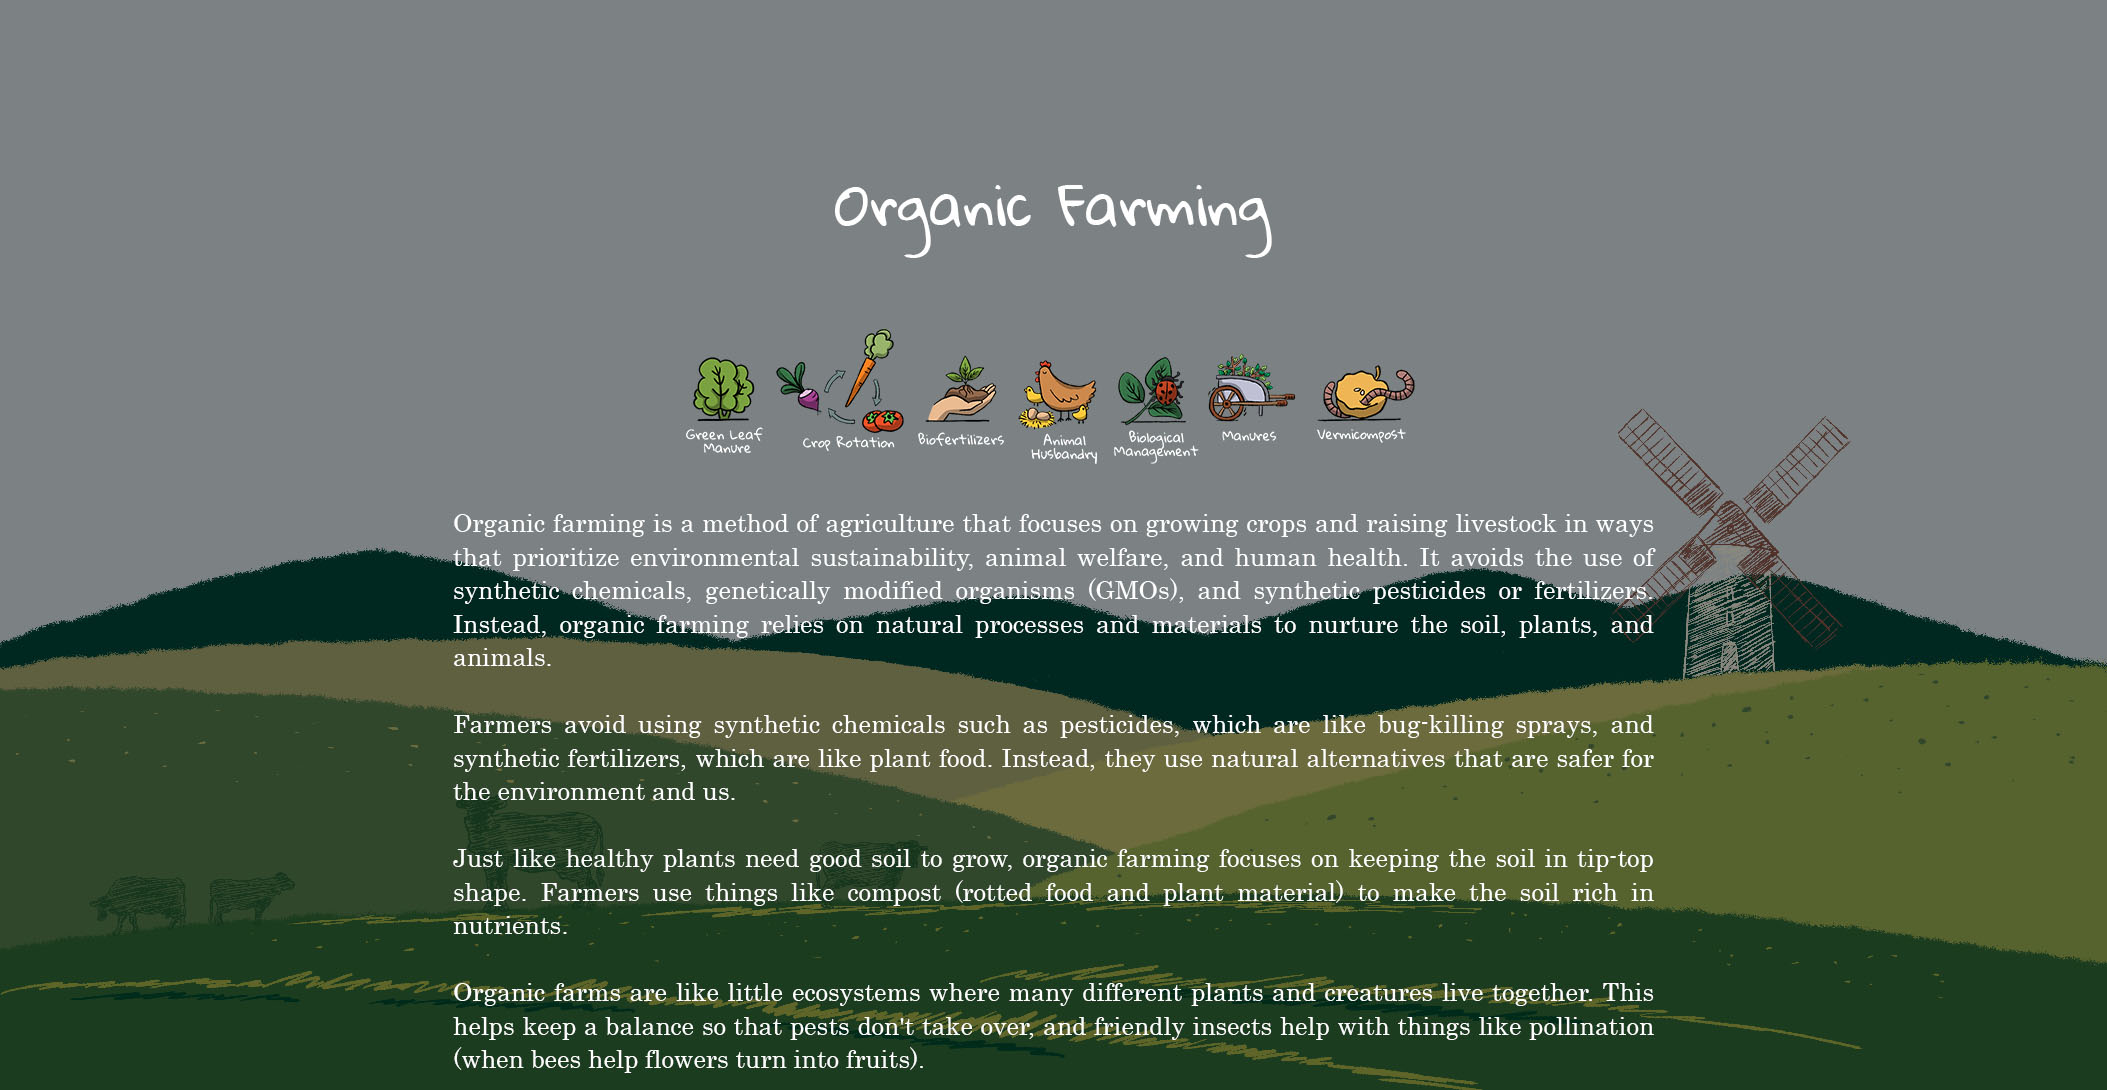 Organic Farming
Green Leaf
Manure
Crop Rotation
Biofertilizers
Animal
Husbandry
Biological
Management
Manures
Vermicompost
Organic farming is a method of agriculture that focuses on growing crops and raising livestock in ways
that prioritize environmental sustainability, animal welfare, and human health. It avoids the use of
synthetic chemicals, genetically modified organisms (GMOs), and synthetic pesticides or fertilizers.
Instead, organic farming relies on natural processes and materials to nurture the soil, plants, and
animals.
Farmers avoid using synthetic chemicals such as pesticides, which are like bug-killing sprays, and
synthetic fertilizers, which are like plant food. Instead, they use natural alternatives that are safer for
the environment and us.
Just like healthy plants need good soil to grow, organic farming focuses on keeping the soil in tip-top
shape. Farmers use things like compost (rotted food and plant material) to make the soil rich in
nutrients.
Organic farms are like little ecosystems where many different plants and creatures live together. This
helps keep a balance so that pests don't take over, and friendly insects help with things like pollination
(when bees help flowers turn into fruits).